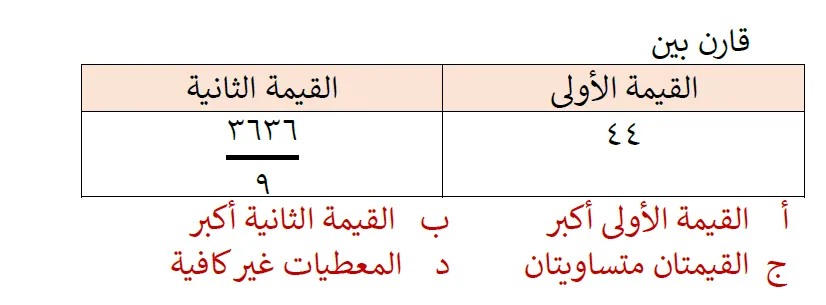 قارن بين
القيمة الأولى القيمة الثانية
٤٤ ٣٦٣٦
٩
أ القيمة الأولى أكبر ب القيمة الثانية أكبر
ج القيمتان متساويتان د المعطيات غير كافية